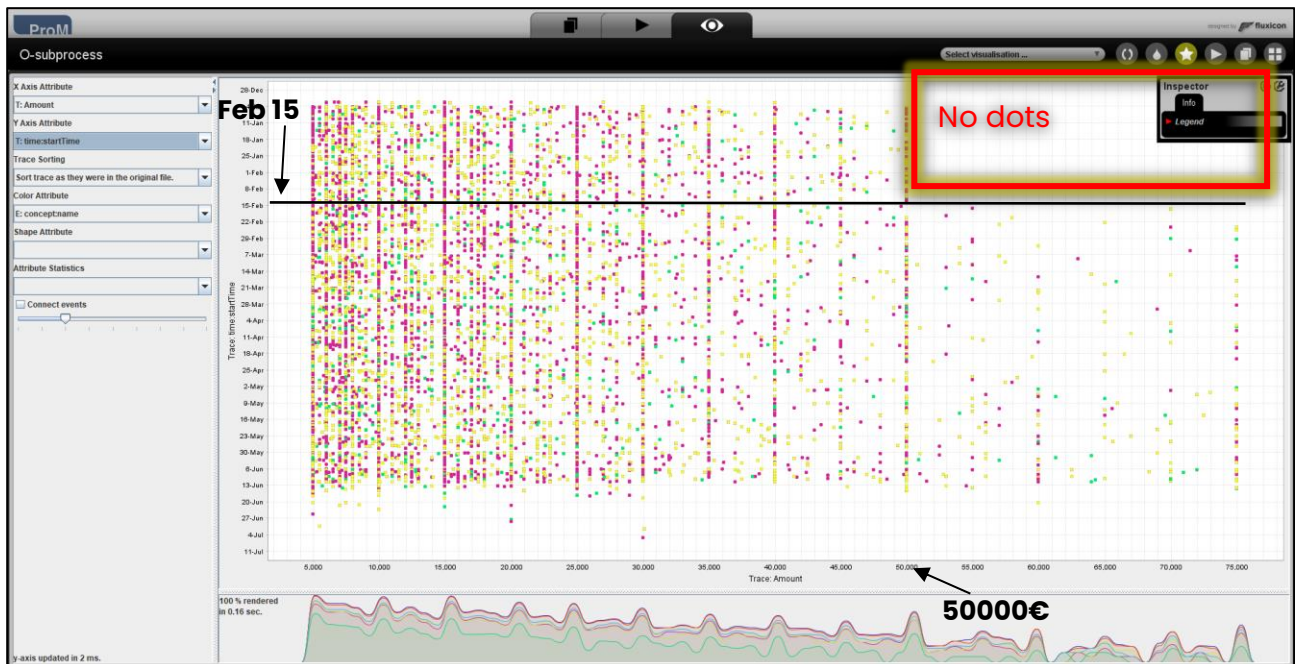 ProM
designed by fluxicon
O-subprocess
Select visualisation ...
X Axis Attribute
T: Amount
Y Axis Attribute
T: time:startTime
Trace Sorting
Sort trace as they were in the original file.
Color Attribute
E: concept:name
Shape Attribute
Attribute Statistics
Connect events
Feb 15
No dots
Inspector
Info
Legend
28-Dec
11-Jan
18-Jan
25-Jan
1-Feb
8-Feb
15-Feb
22-Feb
29-Feb
7-Mar
14-Mar
21-Mar
28-Mar
4-Apr
11-Apr
18-Apr
25-Apr
2-May
9-May
16-May
23-May
30-May
6-Jun
13-Jun
20-Jun
27-Jun
4-Jul
11-Jul
Trace: time:startTime
5,000 10,000 15,000 20,000 25,000 30,000 35,000 40,000 45,000 50,000 55,000 60,000 65,000 70,000 75,000
Trace: Amount
50000€
100 % rendered
in 0.16 sec.
y-axis updated in 2 ms.